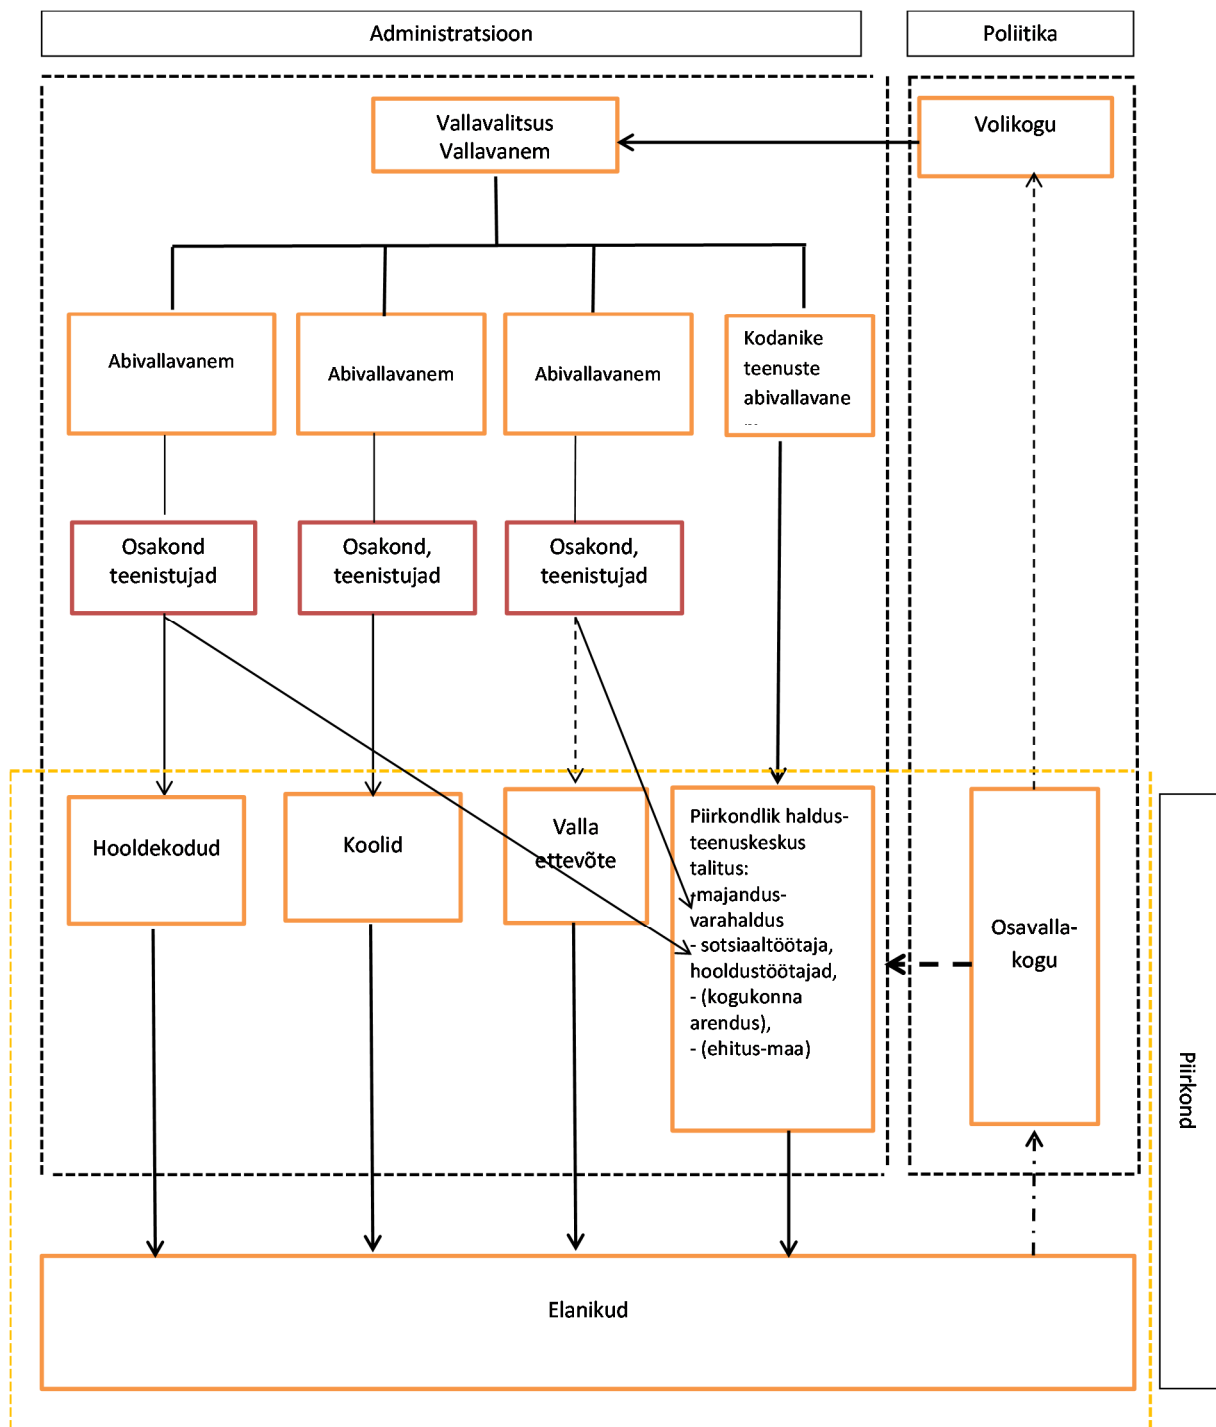 Administratsioon
Poliitika
Vallavalitsus
Vallavanem
Volikogu
Abivallavanem
Abivallavanem
Abivallavanem
Kodanike
teenuste
abivallavane
Osakond
teenistujad
Osakond,
teenistujad
Osakond,
teenistujad
Hooldekodud
Koolid
Valla
ettevõte
Piirkondlik haldus-
teenuskeskus
talitus:
-majandus-
varahaldus
- sotsiaaltöötaja,
hooldustöötajad,
- (kogukonna
arendus),
- (ehitus-maa)
Osavalla-
kogu
Piirkond
Elanikud